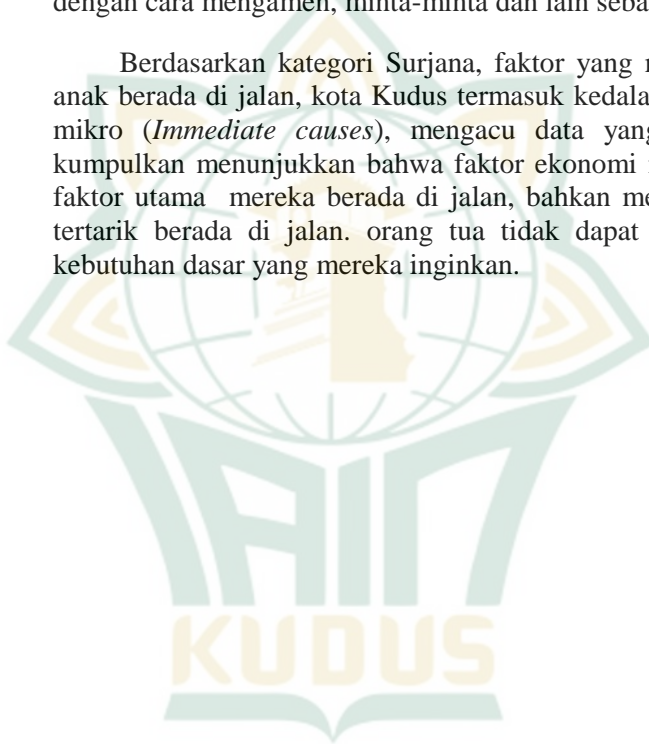 dengan cara mengamen, minta-minta dan lain seba
Berdasarkan kategori Surjana, faktor yang
anak berada di jalan, kota Kudus termasuk kedala
mikro (Immediate causes), mengacu data yang
kumpulkan menunjukkan bahwa faktor ekonomi
faktor utama mereka berada di jalan, bahkan me
tertarik berada di jalan. orang tua tidak dapat
kebutuhan dasar yang mereka inginkan.
IAIN
KUDUS